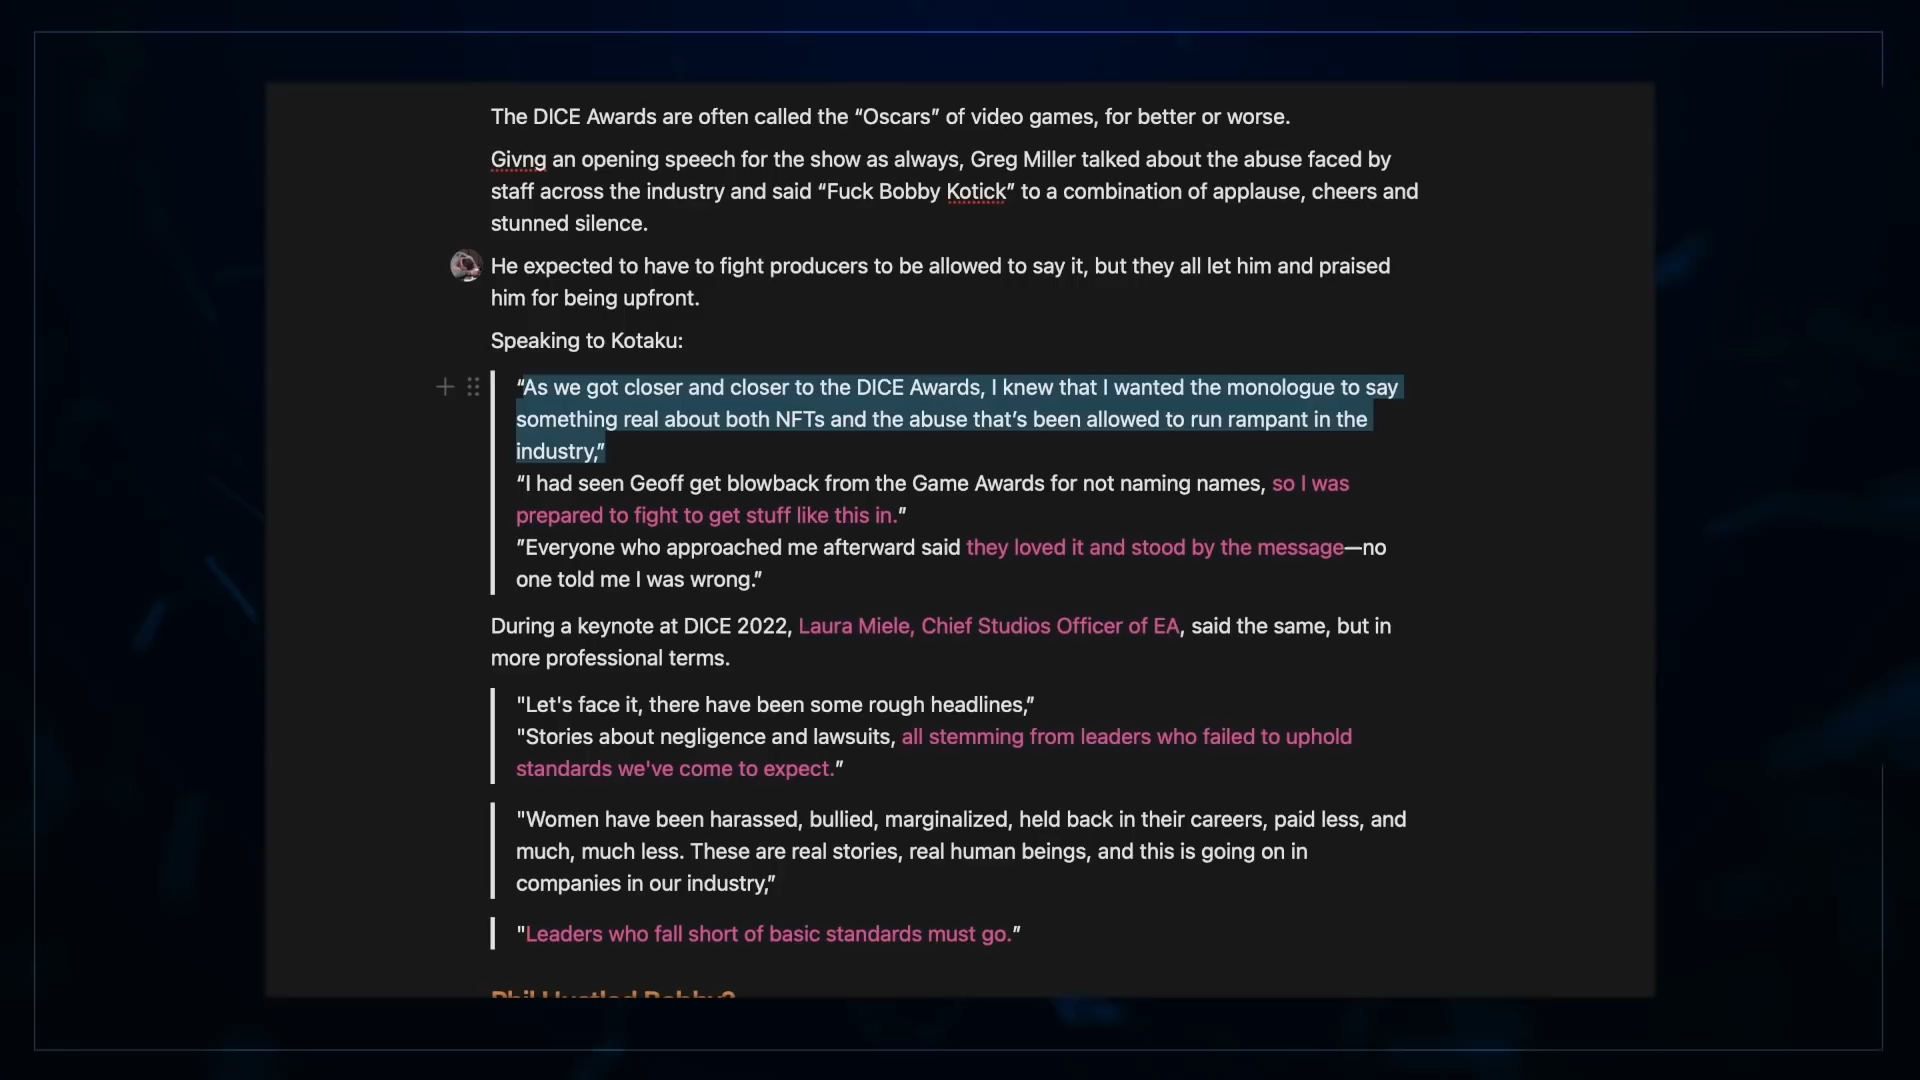 The DICE Awards are often called the “Oscars” of video games, for better or worse.
Givng an opening speech for the show as always, Greg Miller talked about the abuse faced by
staff across the industry and said “Fuck Bobby Kotick” to a combination of applause, cheers and
stunned silence.
He expected to have to fight producers to be allowed to say it, but they all let him and praised
him for being upfront.
Speaking to Kotaku:
“As we got closer and closer to the DICE Awards, I knew that I wanted the monologue to say
something real about both NFTs and the abuse that’s been allowed to run rampant in the
industry,”
“I had seen Geoff get blowback from the Game Awards for not naming names, so I was
prepared to fight to get stuff like this in.”
”Everyone who approached me afterward said they loved it and stood by the message—no
one told me I was wrong.”
During a keynote at DICE 2022, Laura Miele, Chief Studios Officer of EA, said the same, but in
more professional terms.
"Let's face it, there have been some rough headlines,”
"Stories about negligence and lawsuits, all stemming from leaders who failed to uphold
standards we've come to expect.”
"Women have been harassed, bullied, marginalized, held back in their careers, paid less, and
much, much less. These are real stories, real human beings, and this is going on in
companies in our industry,”
"Leaders who fall short of basic standards must go.”
Phil Hustled Bobby?